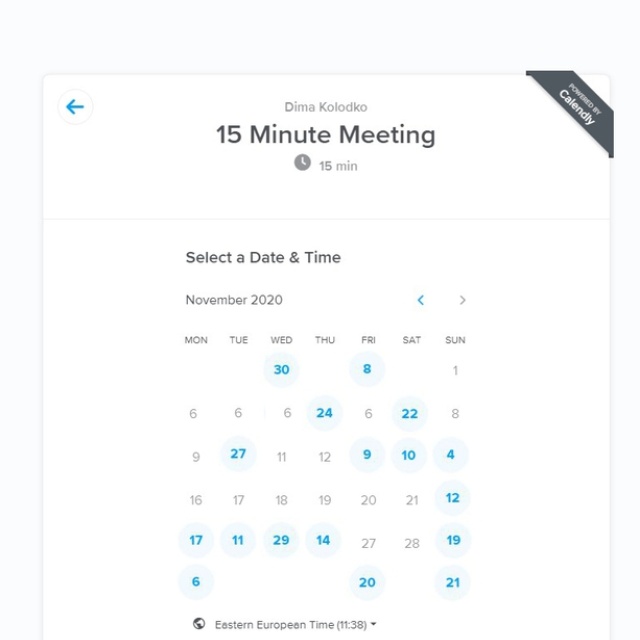 POWERED BY
Calendly
Dima Kolodko
15 Minute Meeting
15 min
Select a Date & Time
November 2020
MON TUE WED THU FRI SAT SUN
30 8 1
6 6 6 24 6 22 8
9 27 11 12 9 10 4
16 17 18 19 20 21 12
17 11 29 14 27 28 19
6 20 21
Eastern European Time (11:38)